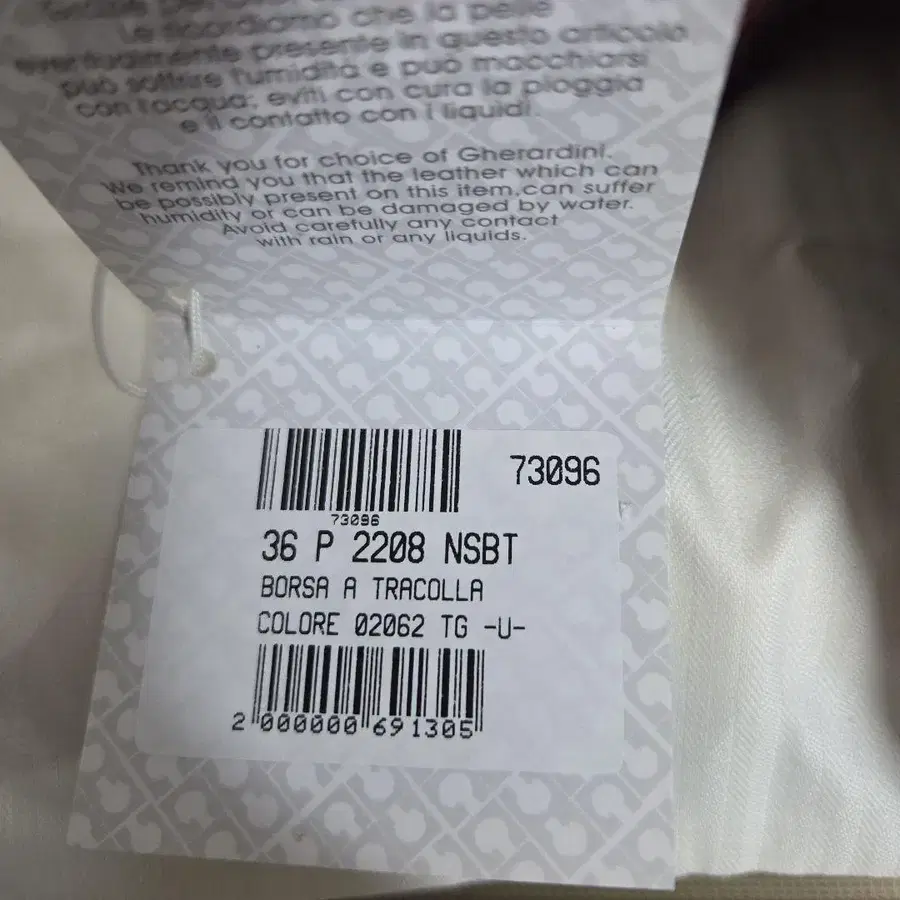 Le ricordiamo che la pelle
eventualmente presente in questo articolo
può soffrire l'umidità e può macchiarsi
con l'acqua: eviti con cura la pioggia
e il contatto con i liquidi.
Thank you for choice of Gherardini.
We remind you that the leather which can
be possibly present on this item.can suffer
humidity or can be damaged by water.
Avoid carefully any contact
with rain or any liquids.
73096
73096
36 P 2208 NSBT
BORSA A TRACOLLA
COLORE 02062 TG -U-
2 000000 691305